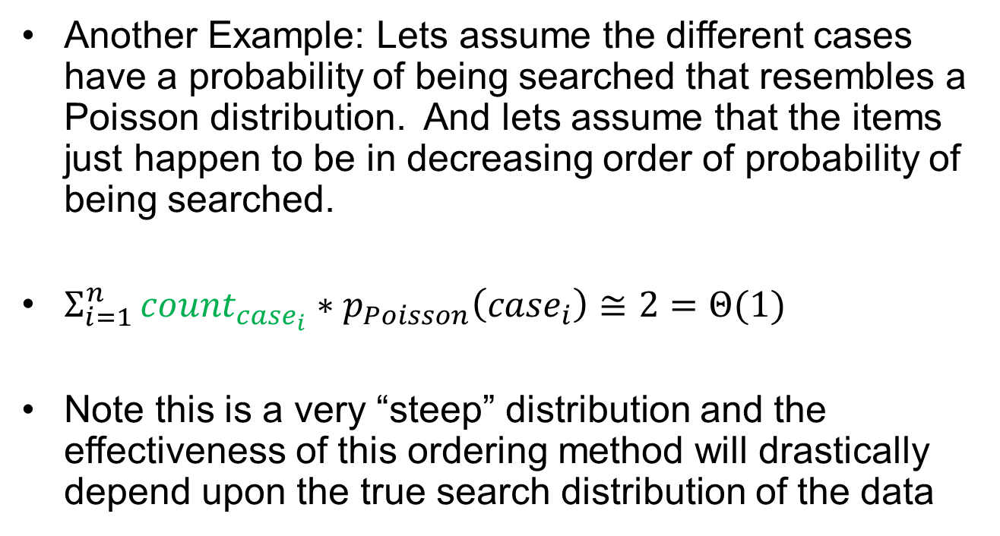 • Another Example: Lets assume the different cases
have a probability of being searched that resembles a
Poisson distribution.  And lets assume that the items
just happen to be in decreasing order of probability of
being searched.
• Σⁿᵢ₌₁ count_{case_i} * p_{Poisson}(case_i) ≅ 2 = Θ(1)
• Note this is a very “steep” distribution and the
effectiveness of this ordering method will drastically
depend upon the true search distribution of the data